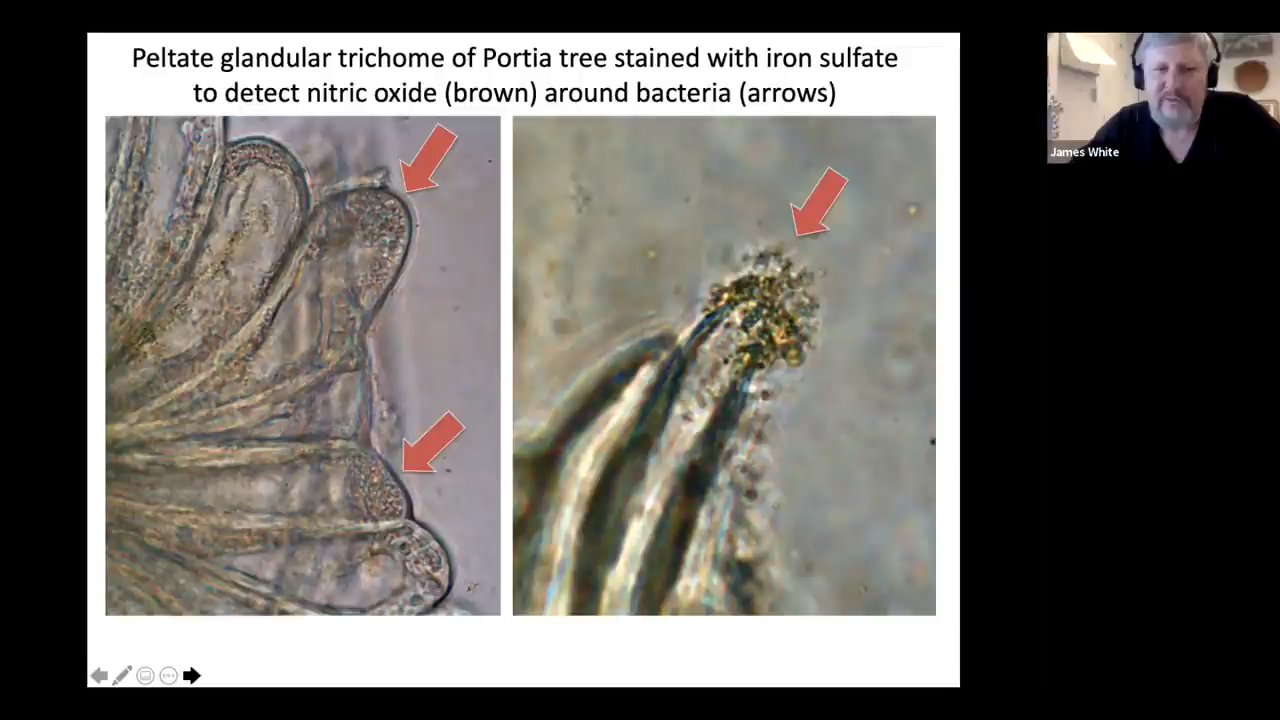 Peltate glandular trichome of Portia tree stained with iron sulfate
to detect nitric oxide (brown) around bacteria (arrows)
James White